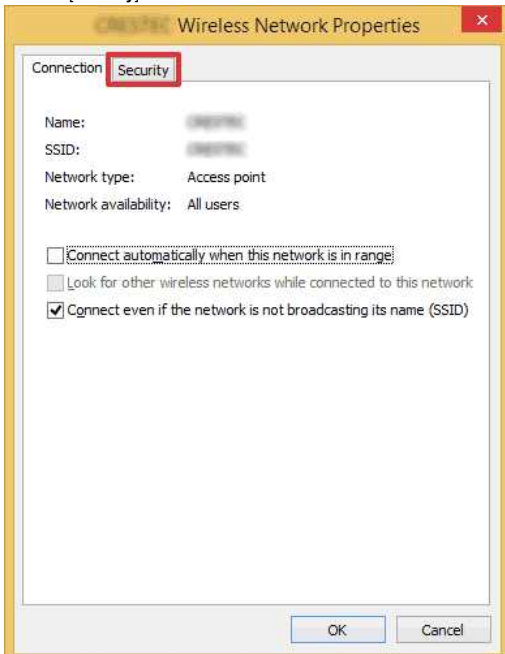 Wireless Network Properties
Connection Security
Name:
SSID:
Network type: Access point
Network availability: All users
Connect automatically when this network is in range
Look for other wireless networks while connected to this network
Connect even if the network is not broadcasting its name (SSID)
OK Cancel